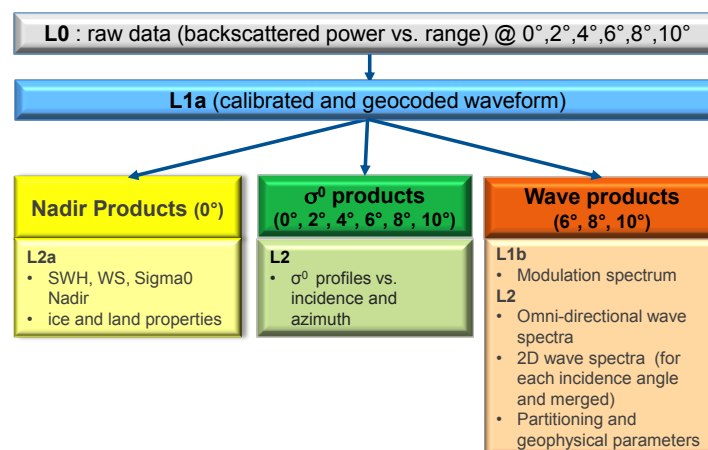 L0 : raw data (backscattered power vs. range) @ 0°,2°,4°,6°,8°,10°
L1a (calibrated and geocoded waveform)
Nadir Products (0°)
L2a
• SWH, WS, Sigma0
Nadir
• ice and land properties
σ⁰ products
(0°, 2°, 4°, 6°, 8°, 10°)
L2
• σ⁰ profiles vs.
incidence and
azimuth
Wave products
(6°, 8°, 10°)
L1b
• Modulation spectrum
L2
• Omni-directional wave
spectra
• 2D wave spectra (for
each incidence angle
and merged)
• Partitioning and
geophysical parameters